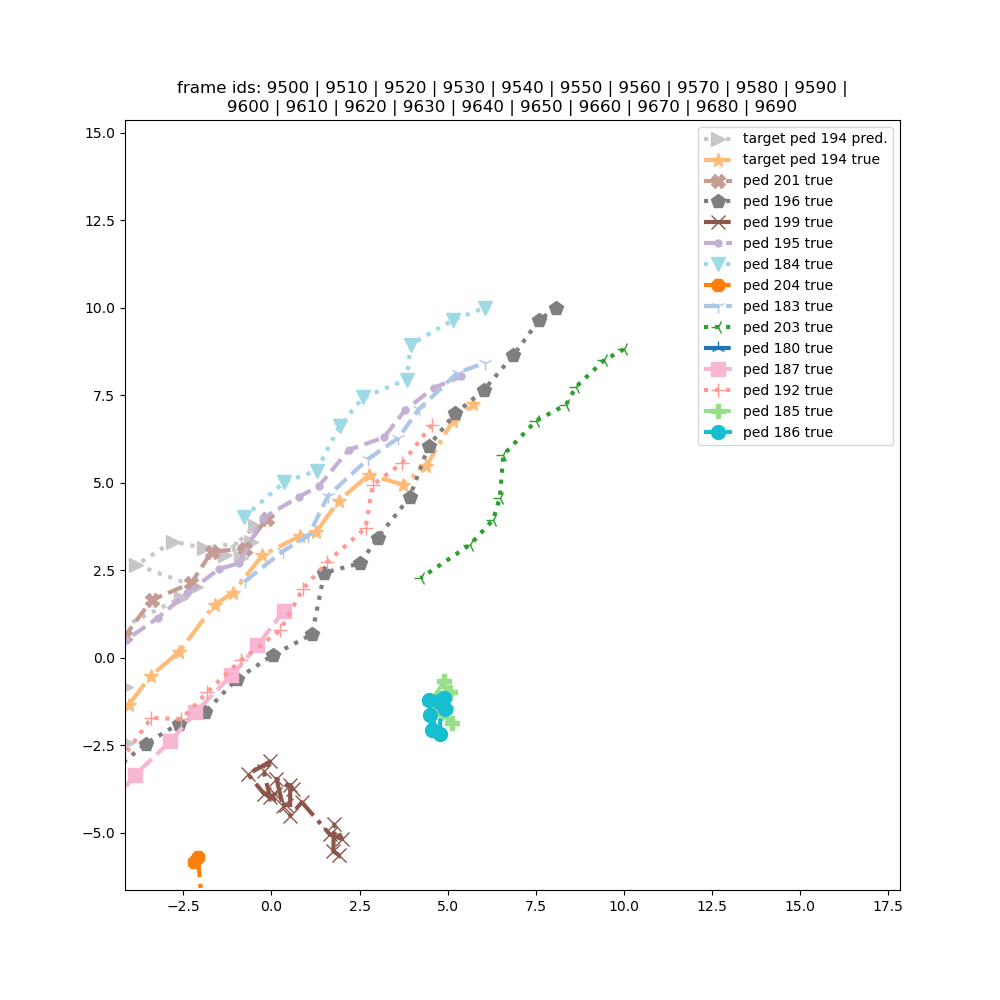 frame ids: 9500 | 9510 | 9520 | 9530 | 9540 | 9550 | 9560 | 9570 | 9580 | 9590 |
9600 | 9610 | 9620 | 9630 | 9640 | 9650 | 9660 | 9670 | 9680 | 9690
target ped 194 pred.
target ped 194 true
ped 201 true
ped 196 true
ped 199 true
ped 195 true
ped 184 true
ped 204 true
ped 183 true
ped 203 true
ped 180 true
ped 187 true
ped 192 true
ped 185 true
ped 186 true
15.0
12.5
10.0
7.5
5.0
2.5
0.0
−2.5
−5.0
−2.5 0.0 2.5 5.0 7.5 10.0 12.5 15.0 17.5